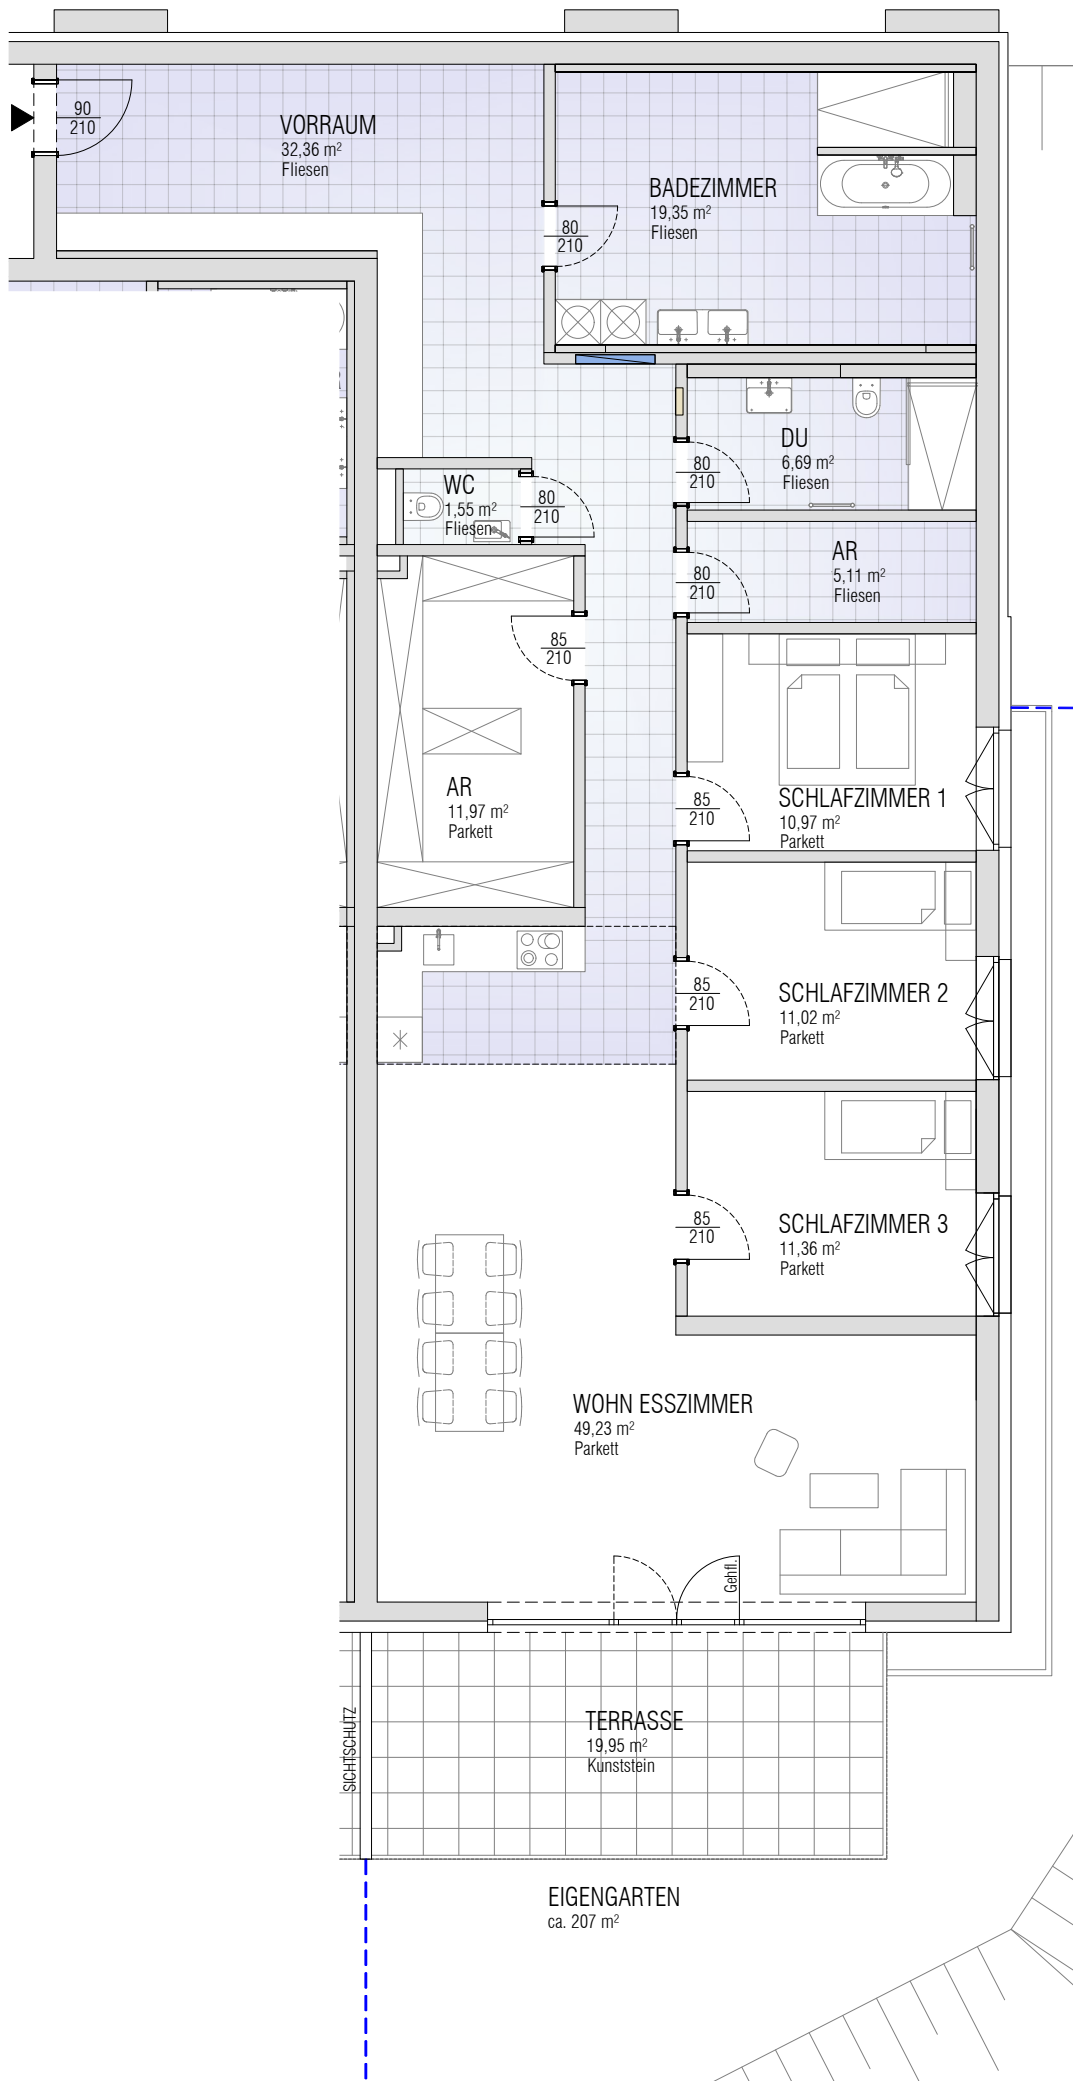 90
210
VORRAUM
32,36 m²
Fliesen
BADEZIMMER
19,35 m²
Fliesen
80
210
DU
6,69 m²
Fliesen
80
210
WC
1,55 m²
Fliesen
80
210
AR
5,11 m²
Fliesen
80
210
85
210
AR
11,97 m²
Parkett
SCHLAFZIMMER 1
10,97 m²
Parkett
85
210
SCHLAFZIMMER 2
11,02 m²
Parkett
85
210
SCHLAFZIMMER 3
11,36 m²
Parkett
85
210
WOHN ESSZIMMER
49,23 m²
Parkett
Gehfl.
TERRASSE
19,95 m²
Kunststein
SICHTSCHUTZ
EIGENGARTEN
ca. 207 m²